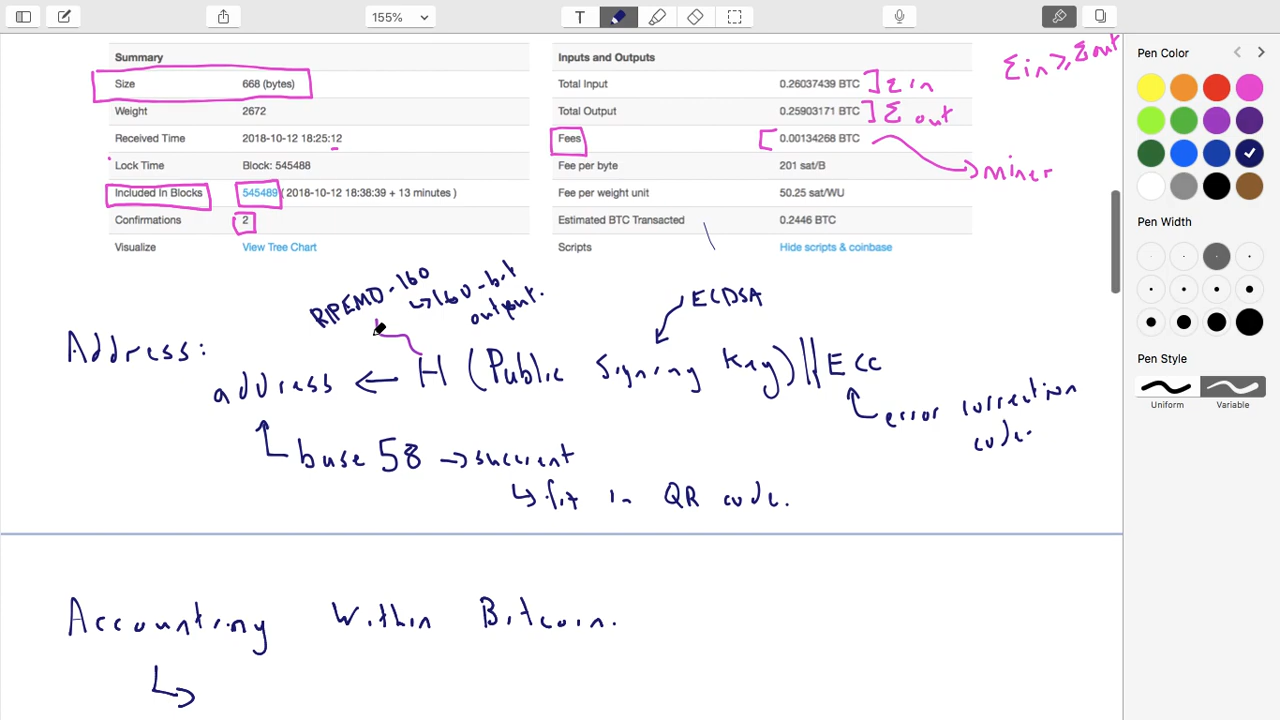 155%
T
Pen Color
Summary
Size 668 (bytes)
Weight 2672
Received Time 2018-10-12 18:25:12
Lock Time Block: 545488
Included In Blocks 545489 ( 2018-10-12 18:38:39 + 13 minutes )
Confirmations 2
Visualize View Tree Chart
Inputs and Outputs
Total Input 0.26037439 BTC ] Σ in
Total Output 0.25903171 BTC ] Σ out
Fees [ 0.00134268 BTC
Fee per byte 201 sat/B
Fee per weight unit 50.25 sat/WU
Estimated BTC Transacted 0.2446 BTC
Scripts Hide scripts & coinbase
Σin ≥ Σout
→ miner
RIPEMD-160
↳ 160-bit
output.
ECDSA
Address:
address ← H (Public Signing Key) || ECC
error correction
code.
base 58 → succient
↳ fit in QR code.
Accounting Within Bitcoin.
↳
Pen Width
Pen Style
Uniform Variable